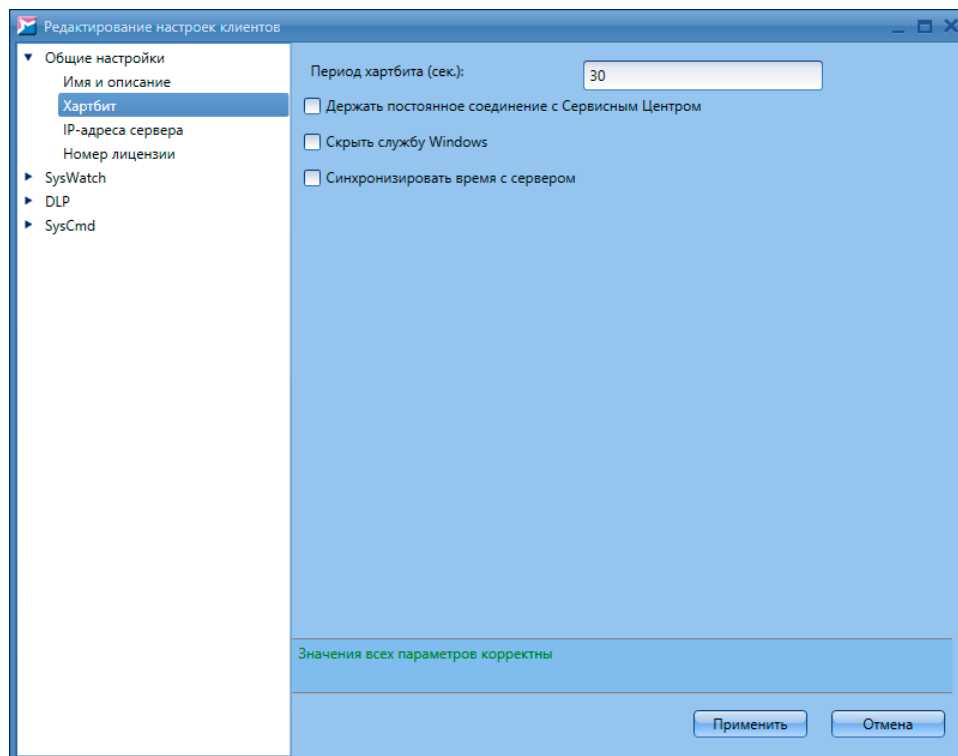 Редактирование настроек клиентов
Общие настройки
Имя и описание
Хартбит
IP-адреса сервера
Номер лицензии
SysWatch
DLP
SysCmd
Период хартбита (сек.): 30
Держать постоянное соединение с Сервисным Центром
Скрыть службу Windows
Синхронизировать время с сервером
Значения всех параметров корректны
Применить Отмена